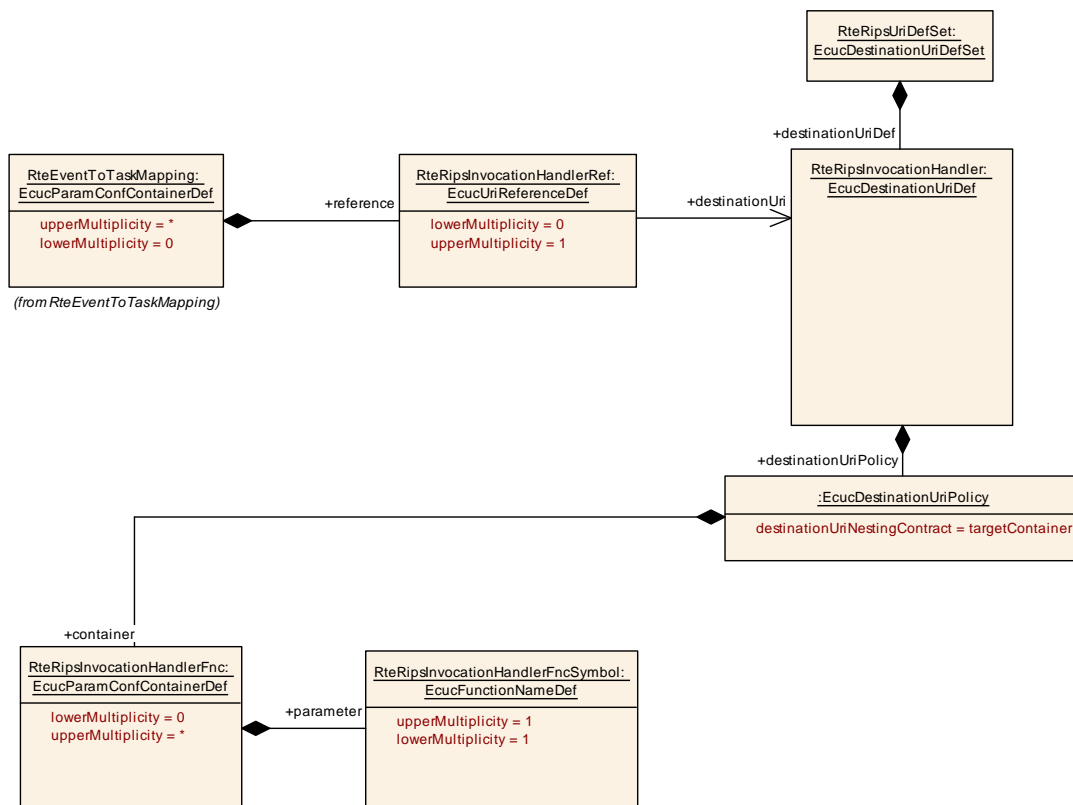 RteRipsUriDefSet:
EcucDestinationUriDefSet
+destinationUriDef
RteEventToTaskMapping:
EcucParamConfContainerDef
upperMultiplicity = *
lowerMultiplicity = 0
(from RteEventToTaskMapping)
+reference
RteRipsInvocationHandlerRef:
EcucUriReferenceDef
lowerMultiplicity = 0
upperMultiplicity = 1
+destinationUri
RteRipsInvocationHandler:
EcucDestinationUriDef
+destinationUriPolicy
:EcucDestinationUriPolicy
destinationUriNestingContract = targetContainer
+container
RteRipsInvocationHandlerFnc:
EcucParamConfContainerDef
lowerMultiplicity = 0
upperMultiplicity = *
+parameter
RteRipsInvocationHandlerFncSymbol:
EcucFunctionNameDef
upperMultiplicity = 1
lowerMultiplicity = 1